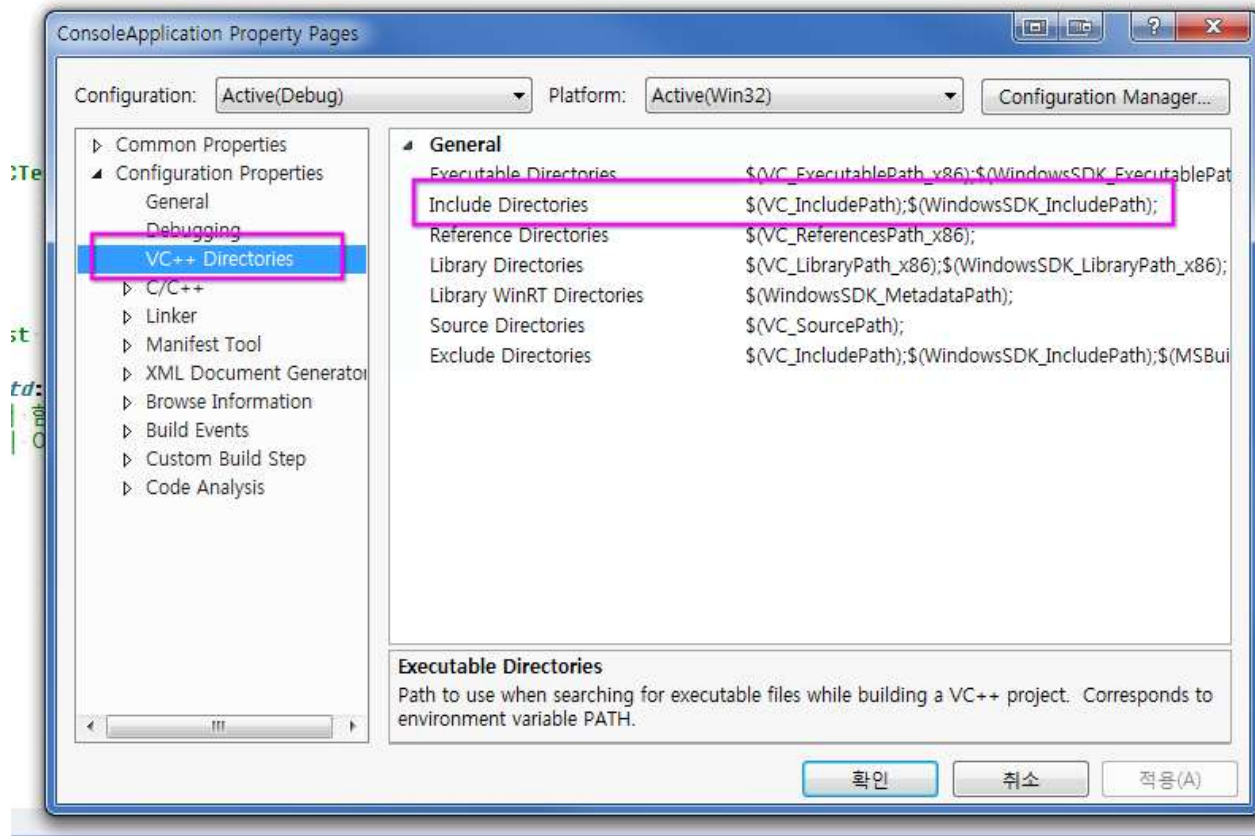 ConsoleApplication Property Pages
Configuration: Active(Debug) Platform: Active(Win32) Configuration Manager...
Common Properties
Configuration Properties
General
Debugging
VC++ Directories
C/C++
Linker
Manifest Tool
XML Document Generator
Browse Information
Build Events
Custom Build Step
Code Analysis
General
Executable Directories $(VC_ExecutablePath_x86);$(WindowsSDK_ExecutablePat
Include Directories $(VC_IncludePath);$(WindowsSDK_IncludePath);
Reference Directories $(VC_ReferencesPath_x86);
Library Directories $(VC_LibraryPath_x86);$(WindowsSDK_LibraryPath_x86);
Library WinRT Directories $(WindowsSDK_MetadataPath);
Source Directories $(VC_SourcePath);
Exclude Directories $(VC_IncludePath);$(WindowsSDK_IncludePath);$(MSBui
Executable Directories
Path to use when searching for executable files while building a VC++ project. Corresponds to
environment variable PATH.
확인 취소 적용(A)